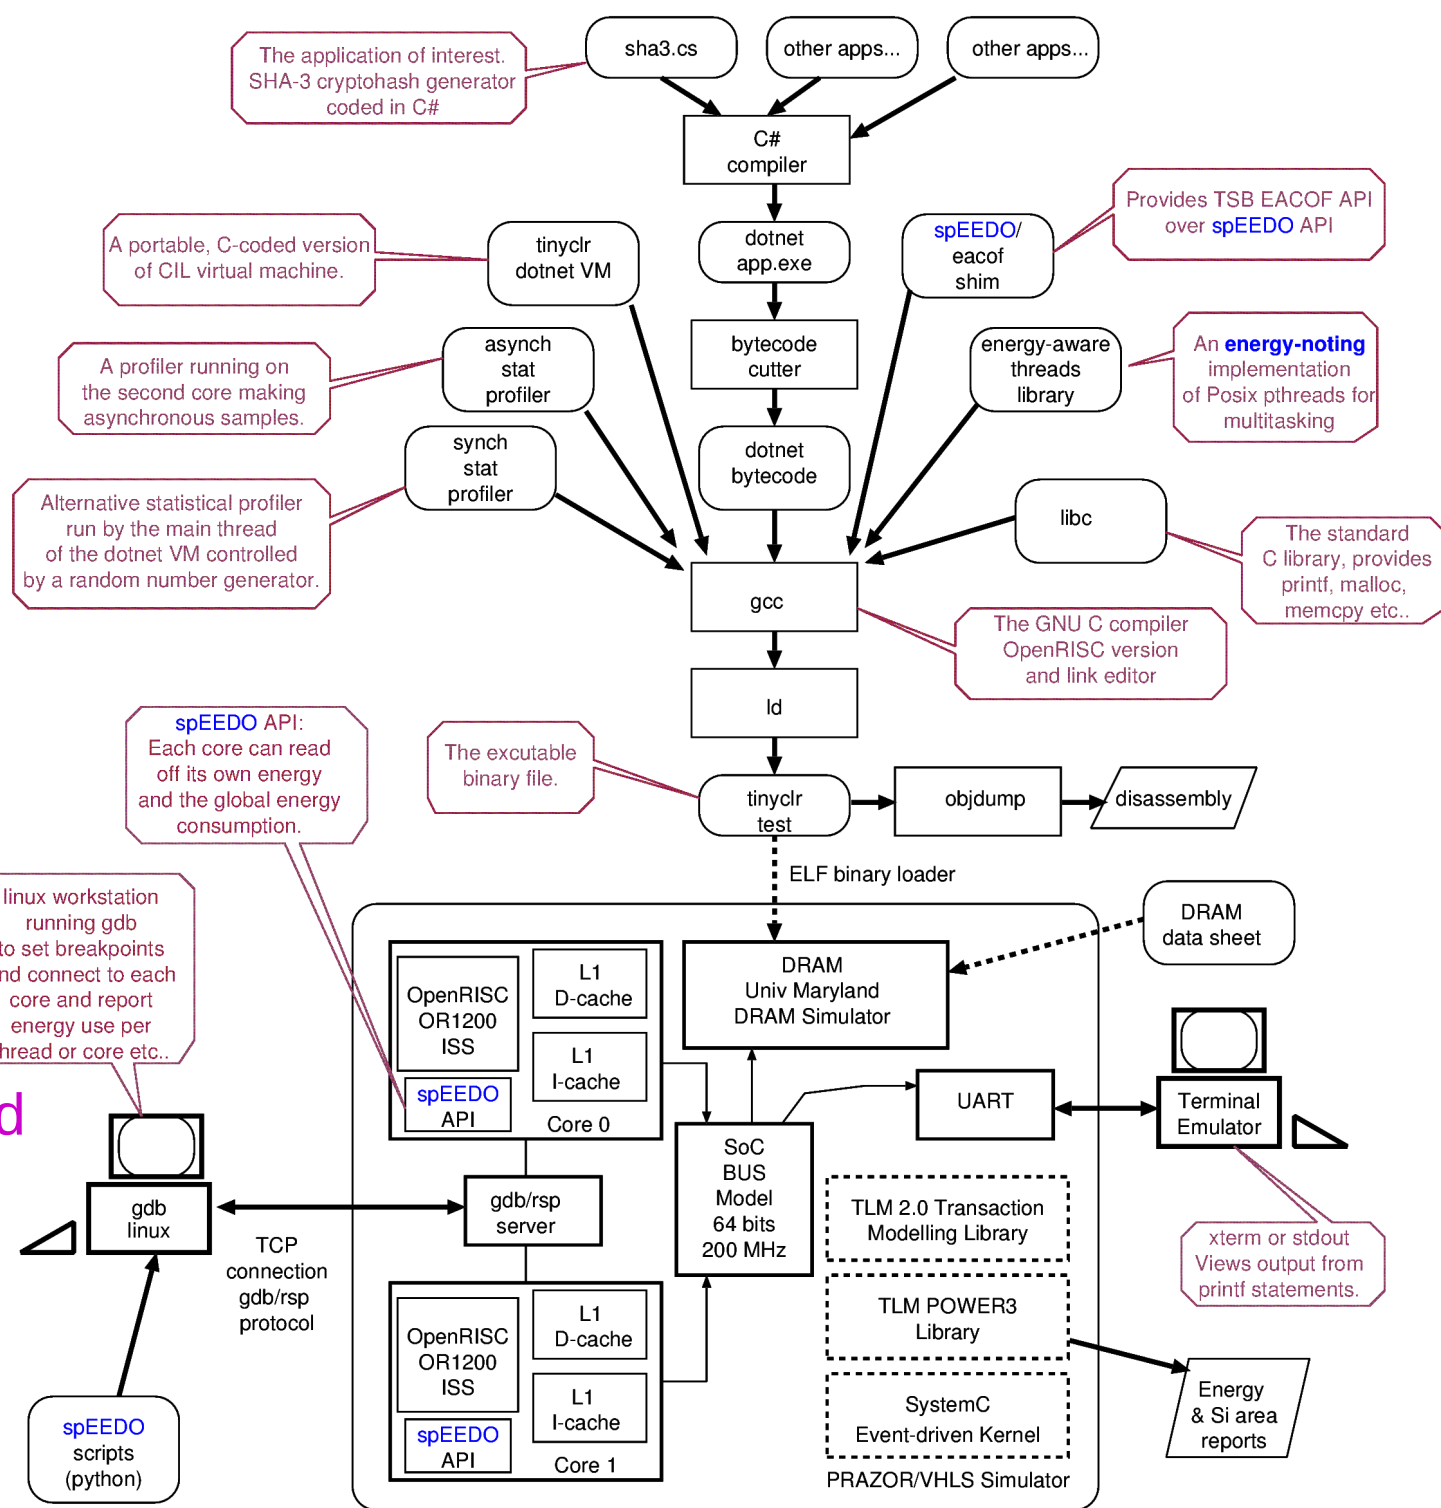 The application of interest.
SHA-3 cryptohash generator
coded in C#
sha3.cs
other apps...
other apps...
C#
compiler
A portable, C-coded version
of CIL virtual machine.
tinyclr
dotnet VM
dotnet
app.exe
spEEDO/
eacof
shim
Provides TSB EACOF API
over spEEDO API
A profiler running on
the second core making
asynchronous samples.
asynch
stat
profiler
bytecode
cutter
energy-aware
threads
library
An energy-noting
implementation
of Posix pthreads for
multitasking
Alternative statistical profiler
run by the main thread
of the dotnet VM controlled
by a random number generator.
synch
stat
profiler
dotnet
bytecode
libc
The standard
C library, provides
printf, malloc,
memcpy etc..
gcc
The GNU C compiler
OpenRISC version
and link editor
ld
spEEDO API:
Each core can read
off its own energy
and the global energy
consumption.
The excutable
binary file.
tinyclr
test
objdump
disassembly
ELF binary loader
linux workstation
running gdb
to set breakpoints
nd connect to each
core and report
energy use per
hread or core etc..
d
OpenRISC
OR1200
ISS
L1
D-cache
L1
I-cache
spEEDO
API
Core 0
DRAM
Univ Maryland
DRAM Simulator
DRAM
data sheet
UART
Terminal
Emulator
SoC
BUS
Model
64 bits
200 MHz
gdb
linux
gdb/rsp
server
TCP
connection
gdb/rsp
protocol
TLM 2.0 Transaction
Modelling Library
xterm or stdout
Views output from
printf statements.
OpenRISC
OR1200
ISS
L1
D-cache
L1
I-cache
spEEDO
API
Core 1
TLM POWER3
Library
SystemC
Event-driven Kernel
PRAZOR/VHLS Simulator
Energy
& Si area
reports
spEEDO
scripts
(python)